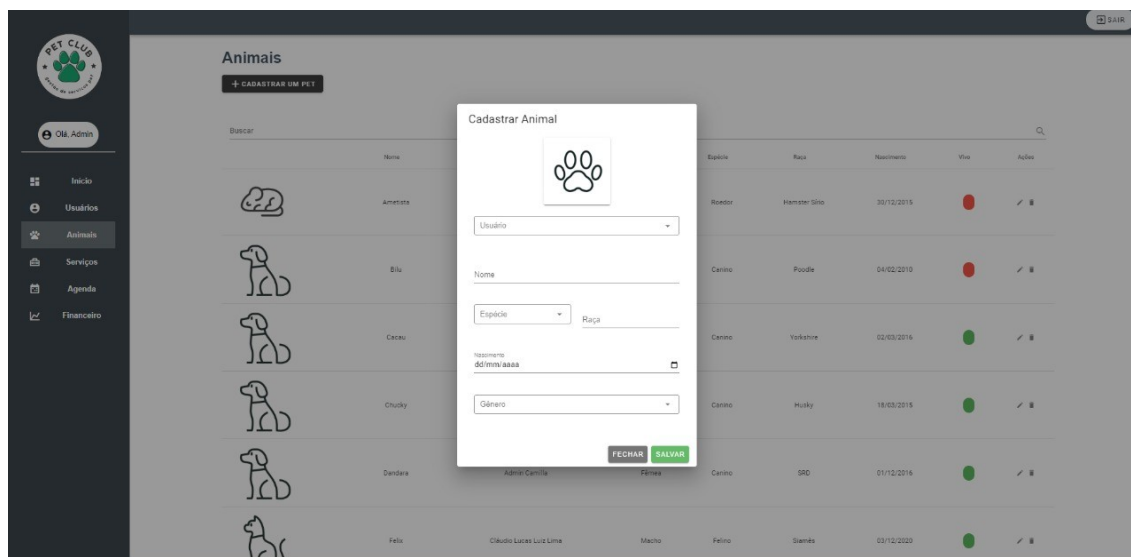 SAIR
PET CLUB
gestão de serviços pet
Olá, Admin
Início
Usuários
Animais
Serviços
Agenda
Financeiro
Animais
+ CADASTRAR UM PET
Buscar
Nome Espécie Raça Nascimento Vivo Ações
Ametista Roedor Hamster Sírio 30/12/2015
Bilu Canino Poodle 04/02/2010
Cacau Canino Yorkshire 02/03/2016
Chucky Canino Husky 18/03/2015
Dandara Admin Camilla Fêmea Canino SRD 01/12/2016
Felix Cláudio Lucas Luiz Lima Macho Felino Siamês 03/12/2020
Cadastrar Animal
Usuário
Nome
Espécie Raça
Nascimento
dd/mm/aaaa
Gênero
FECHAR SALVAR